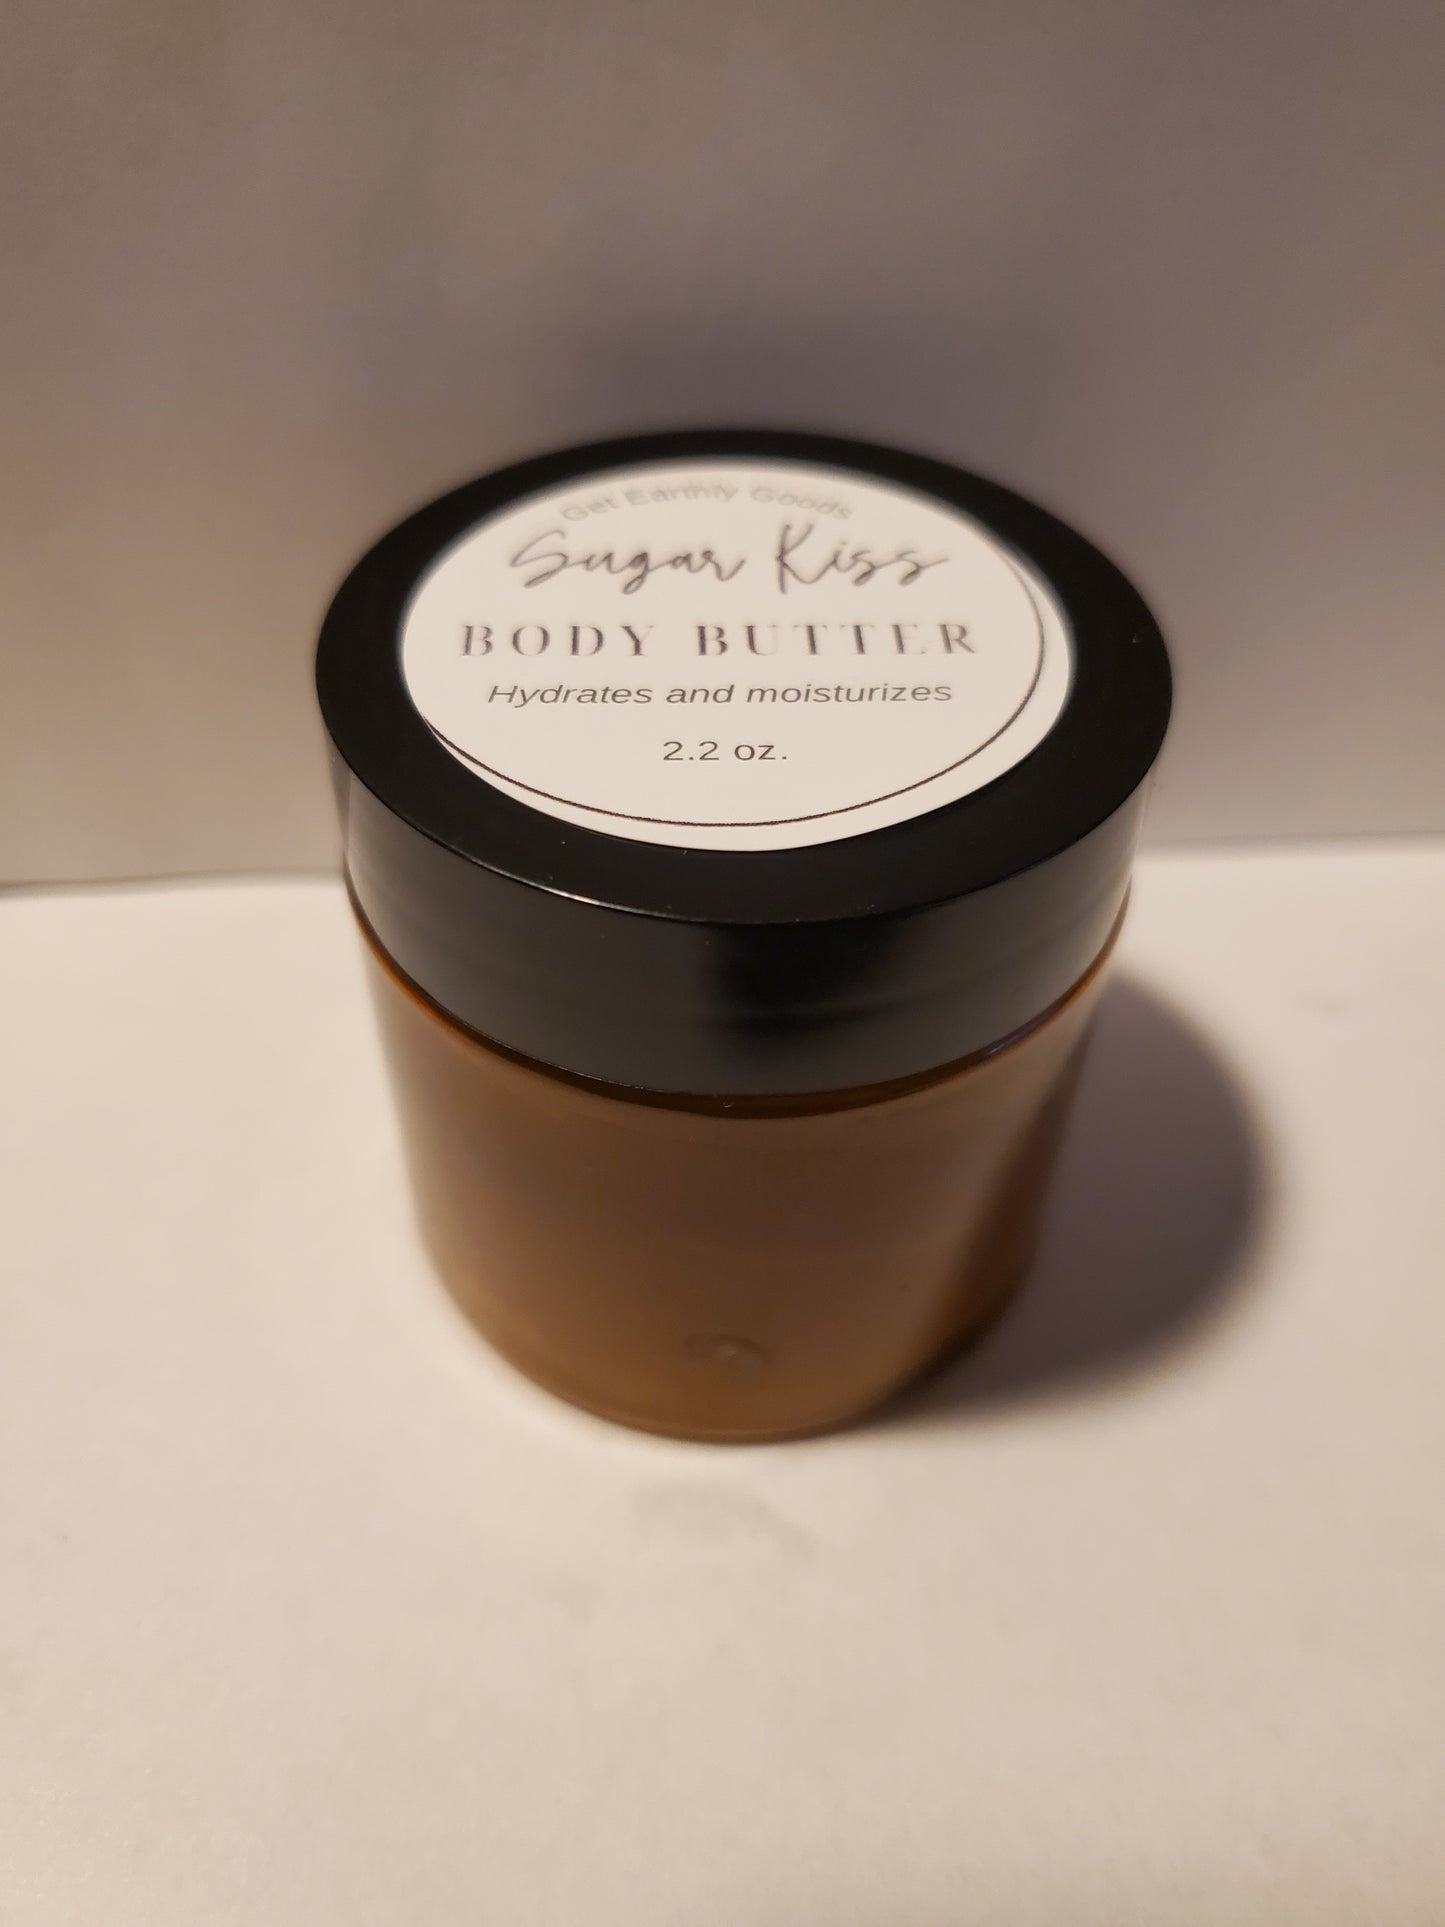 Get Earthly Goods
Sugar Kiss
BODY BUTTER
Hydrates and moisturizes
2.2 oz.